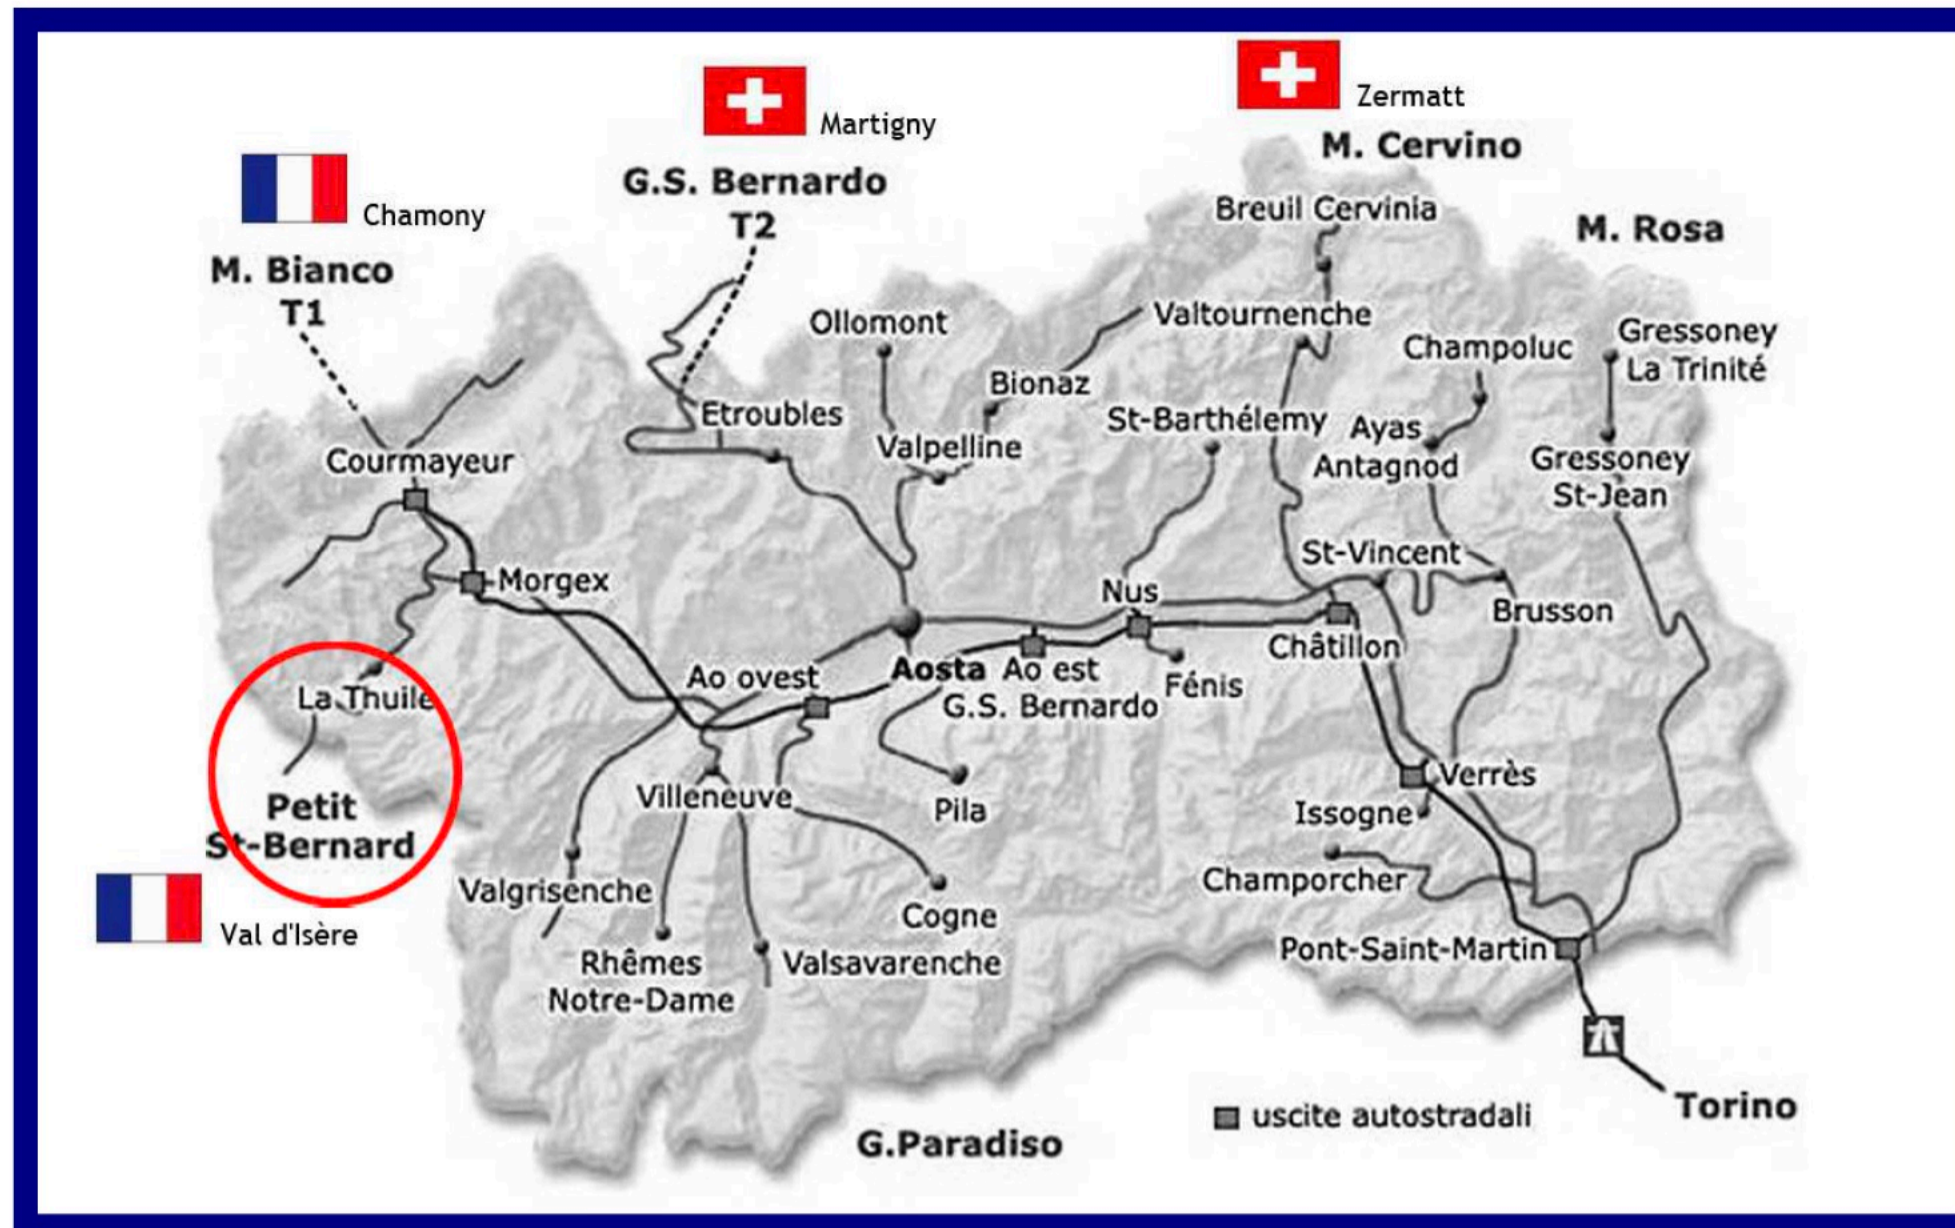 Zermatt
Martigny
M. Cervino
G.S. Bernardo
T2
Chamony
Breuil Cervinia
M. Rosa
M. Bianco
T1
Ollomont
Valtournenche
Champoluc
Gressoney
La Trinité
Bionaz
Etroubles
St-Barthélemy
Ayas
Antagnod
Valpelline
Courmayeur
Gressoney
St-Jean
St-Vincent
Morgex
Nus
Brusson
Châtillon
Ao ovest
Aosta
Ao est
G.S. Bernardo
Fénis
La Thuile
Petit
St-Bernard
Villeneuve
Pila
Verrès
Issogne
Champorcher
Valgrisenche
Cogne
Val d'Isère
Rhêmes
Notre-Dame
Valsavarenche
Pont-Saint-Martin
Torino
uscite autostradali
G.Paradiso